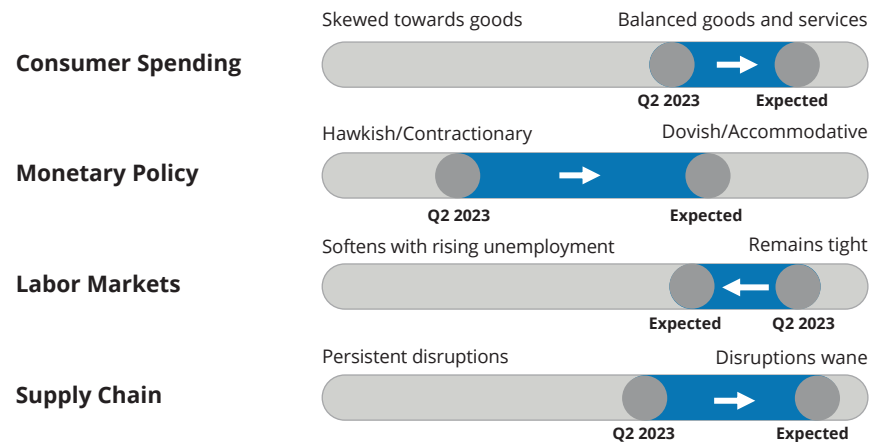 Skewed towards goods Balanced goods and services
Consumer Spending
Q2 2023 Expected
Hawkish/Contractionary Dovish/Accommodative
Monetary Policy
Q2 2023 Expected
Softens with rising unemployment Remains tight
Labor Markets
Expected Q2 2023
Persistent disruptions Disruptions wane
Supply Chain
Q2 2023 Expected